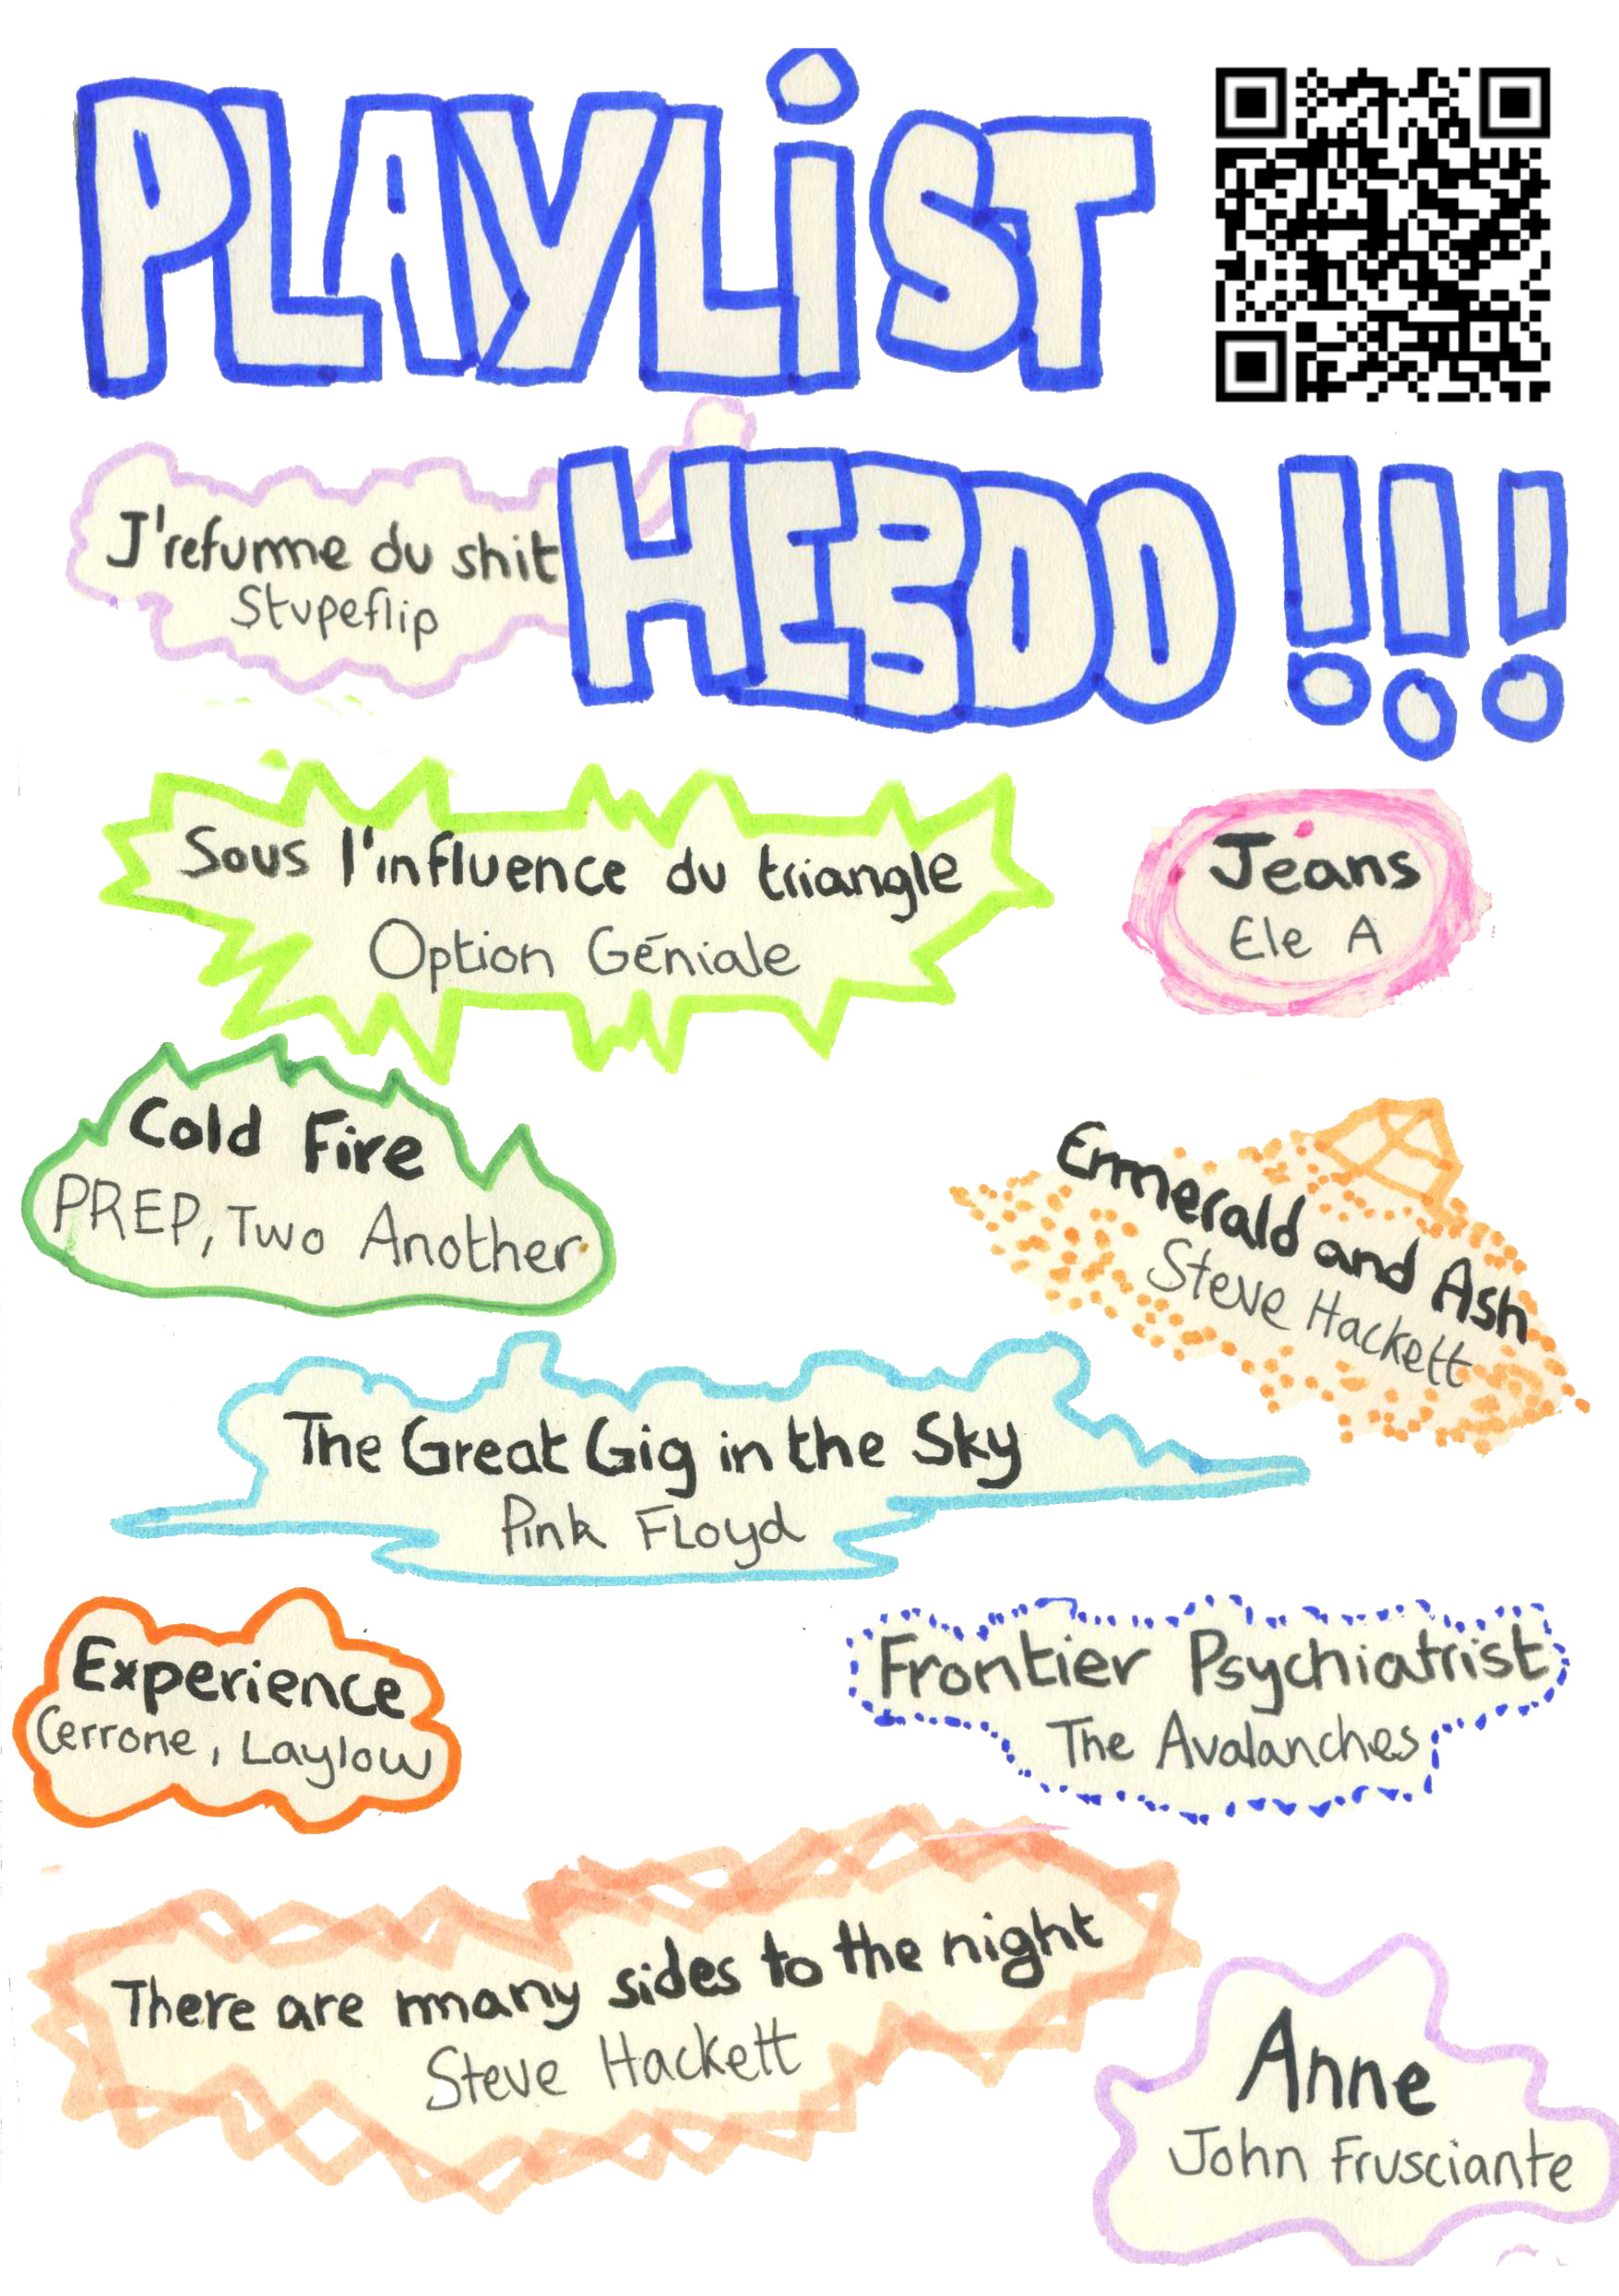 PLAYLiST
HEBDO !!!
J'refume du shit
Stupeflip
Sous l'influence du triangle
Option Géniale
Jeans
Ele A
Cold Fire
PREP, Two Another
Emerald and Ash
Steve Hackett
The Great Gig in the Sky
Pink FLoyd
Experience
Cerrone, Laylow
Frontier Psychiatrist
The Avalanches
There are many sides to the night
Steve Hackett
Anne
John Frusciante